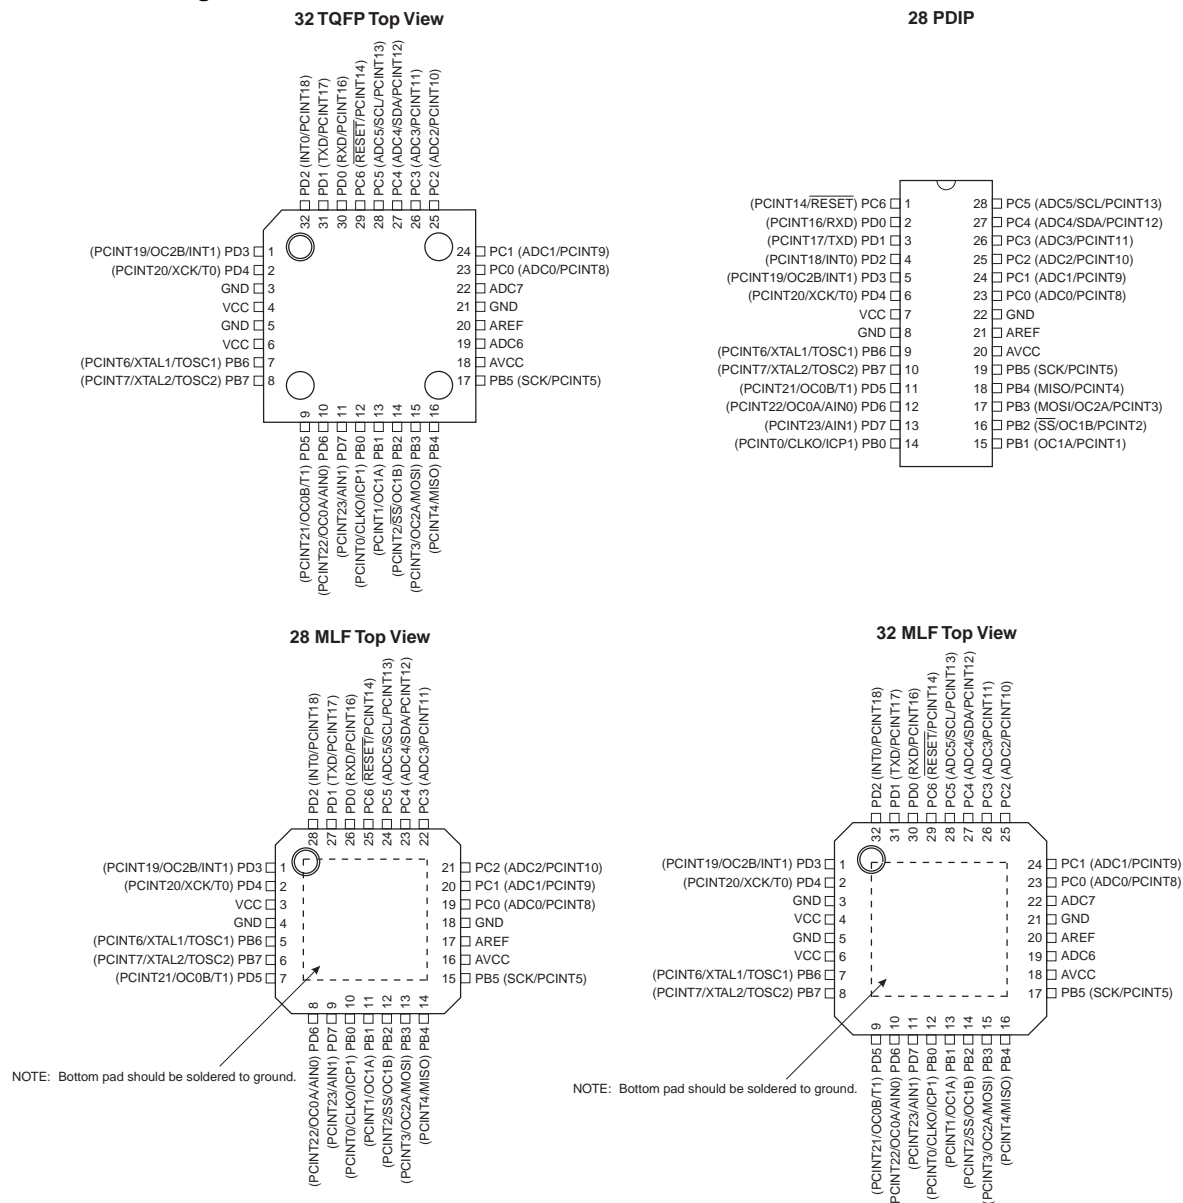 32 TQFP Top View
PD2 (INT0/PCINT18)
PD1 (TXD/PCINT17)
PD0 (RXD/PCINT16)
PC6 (RESET/PCINT14)
PC5 (ADC5/SCL/PCINT13)
PC4 (ADC4/SDA/PCINT12)
PC3 (ADC3/PCINT11)
PC2 (ADC2/PCINT10)
32
31
30
29
28
27
26
25
(PCINT19/OC2B/INT1) PD3 1
(PCINT20/XCK/T0) PD4 2
GND 3
VCC 4
GND 5
VCC 6
(PCINT6/XTAL1/TOSC1) PB6 7
(PCINT7/XTAL2/TOSC2) PB7 8
24 PC1 (ADC1/PCINT9)
23 PC0 (ADC0/PCINT8)
22 ADC7
21 GND
20 AREF
19 ADC6
18 AVCC
17 PB5 (SCK/PCINT5)
9
10
11
12
13
14
15
16
(PCINT21/OC0B/T1) PD5
(PCINT22/OC0A/AIN0) PD6
(PCINT23/AIN1) PD7
(PCINT0/CLKO/ICP1) PB0
(PCINT1/OC1A) PB1
(PCINT2/SS/OC1B) PB2
(PCINT3/OC2A/MOSI) PB3
(PCINT4/MISO) PB4
28 PDIP
(PCINT14/RESET) PC6 1
(PCINT16/RXD) PD0 2
(PCINT17/TXD) PD1 3
(PCINT18/INT0) PD2 4
(PCINT19/OC2B/INT1) PD3 5
(PCINT20/XCK/T0) PD4 6
VCC 7
GND 8
(PCINT6/XTAL1/TOSC1) PB6 9
(PCINT7/XTAL2/TOSC2) PB7 10
(PCINT21/OC0B/T1) PD5 11
(PCINT22/OC0A/AIN0) PD6 12
(PCINT23/AIN1) PD7 13
(PCINT0/CLKO/ICP1) PB0 14
28 PC5 (ADC5/SCL/PCINT13)
27 PC4 (ADC4/SDA/PCINT12)
26 PC3 (ADC3/PCINT11)
25 PC2 (ADC2/PCINT10)
24 PC1 (ADC1/PCINT9)
23 PC0 (ADC0/PCINT8)
22 GND
21 AREF
20 AVCC
19 PB5 (SCK/PCINT5)
18 PB4 (MISO/PCINT4)
17 PB3 (MOSI/OC2A/PCINT3)
16 PB2 (SS/OC1B/PCINT2)
15 PB1 (OC1A/PCINT1)
28 MLF Top View
PD2 (INT0/PCINT18)
PD1 (TXD/PCINT17)
PD0 (RXD/PCINT16)
PC6 (RESET/PCINT14)
PC5 (ADC5/SCL/PCINT13)
PC4 (ADC4/SDA/PCINT12)
PC3 (ADC3/PCINT11)
28
27
26
25
24
23
22
(PCINT19/OC2B/INT1) PD3 1
(PCINT20/XCK/T0) PD4 2
VCC 3
GND 4
(PCINT6/XTAL1/TOSC1) PB6 5
(PCINT7/XTAL2/TOSC2) PB7 6
(PCINT21/OC0B/T1) PD5 7
21 PC2 (ADC2/PCINT10)
20 PC1 (ADC1/PCINT9)
19 PC0 (ADC0/PCINT8)
18 GND
17 AREF
16 AVCC
15 PB5 (SCK/PCINT5)
8
9
10
11
12
13
14
(PCINT22/OC0A/AIN0) PD6
(PCINT23/AIN1) PD7
(PCINT0/CLKO/ICP1) PB0
(PCINT1/OC1A) PB1
(PCINT2/SS/OC1B) PB2
(PCINT3/OC2A/MOSI) PB3
(PCINT4/MISO) PB4
NOTE: Bottom pad should be soldered to ground.
32 MLF Top View
PD2 (INT0/PCINT18)
PD1 (TXD/PCINT17)
PD0 (RXD/PCINT16)
PC6 (RESET/PCINT14)
PC5 (ADC5/SCL/PCINT13)
PC4 (ADC4/SDA/PCINT12)
PC3 (ADC3/PCINT11)
PC2 (ADC2/PCINT10)
32
31
30
29
28
27
26
25
(PCINT19/OC2B/INT1) PD3 1
(PCINT20/XCK/T0) PD4 2
GND 3
VCC 4
GND 5
VCC 6
(PCINT6/XTAL1/TOSC1) PB6 7
(PCINT7/XTAL2/TOSC2) PB7 8
24 PC1 (ADC1/PCINT9)
23 PC0 (ADC0/PCINT8)
22 ADC7
21 GND
20 AREF
19 ADC6
18 AVCC
17 PB5 (SCK/PCINT5)
9
10
11
12
13
14
15
16
(PCINT21/OC0B/T1) PD5
(PCINT22/OC0A/AIN0) PD6
(PCINT23/AIN1) PD7
(PCINT0/CLKO/ICP1) PB0
(PCINT1/OC1A) PB1
(PCINT2/SS/OC1B) PB2
(PCINT3/OC2A/MOSI) PB3
(PCINT4/MISO) PB4
NOTE: Bottom pad should be soldered to ground.